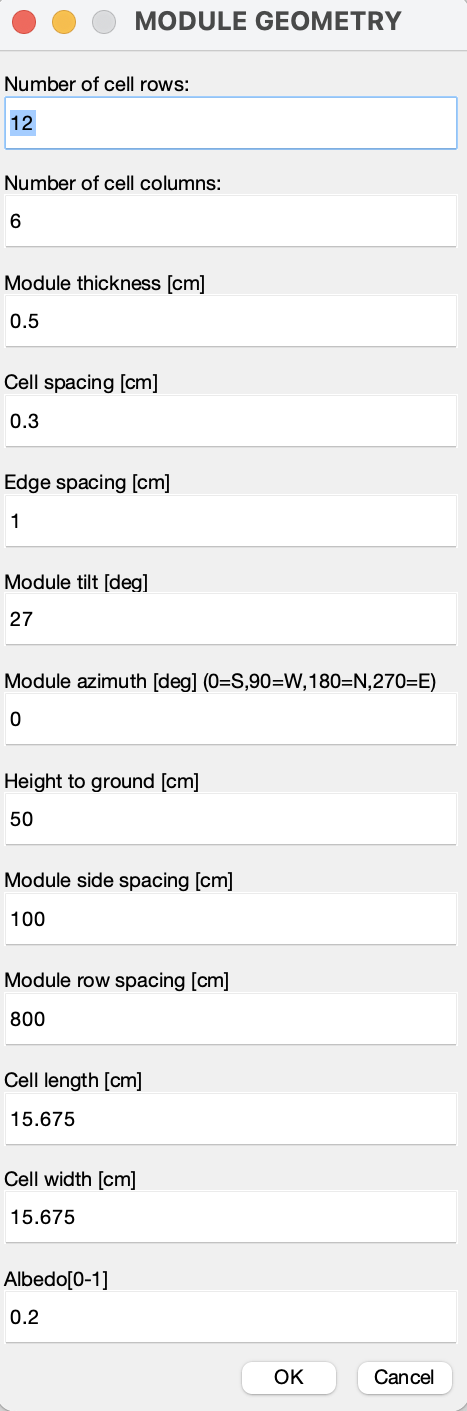 MODULE GEOMETRY
Number of cell rows:
12
Number of cell columns:
6
Module thickness [cm]
0.5
Cell spacing [cm]
0.3
Edge spacing [cm]
1
Module tilt [deg]
27
Module azimuth [deg] (0=S,90=W,180=N,270=E)
0
Height to ground [cm]
50
Module side spacing [cm]
100
Module row spacing [cm]
800
Cell length [cm]
15.675
Cell width [cm]
15.675
Albedo[0-1]
0.2
OK Cancel